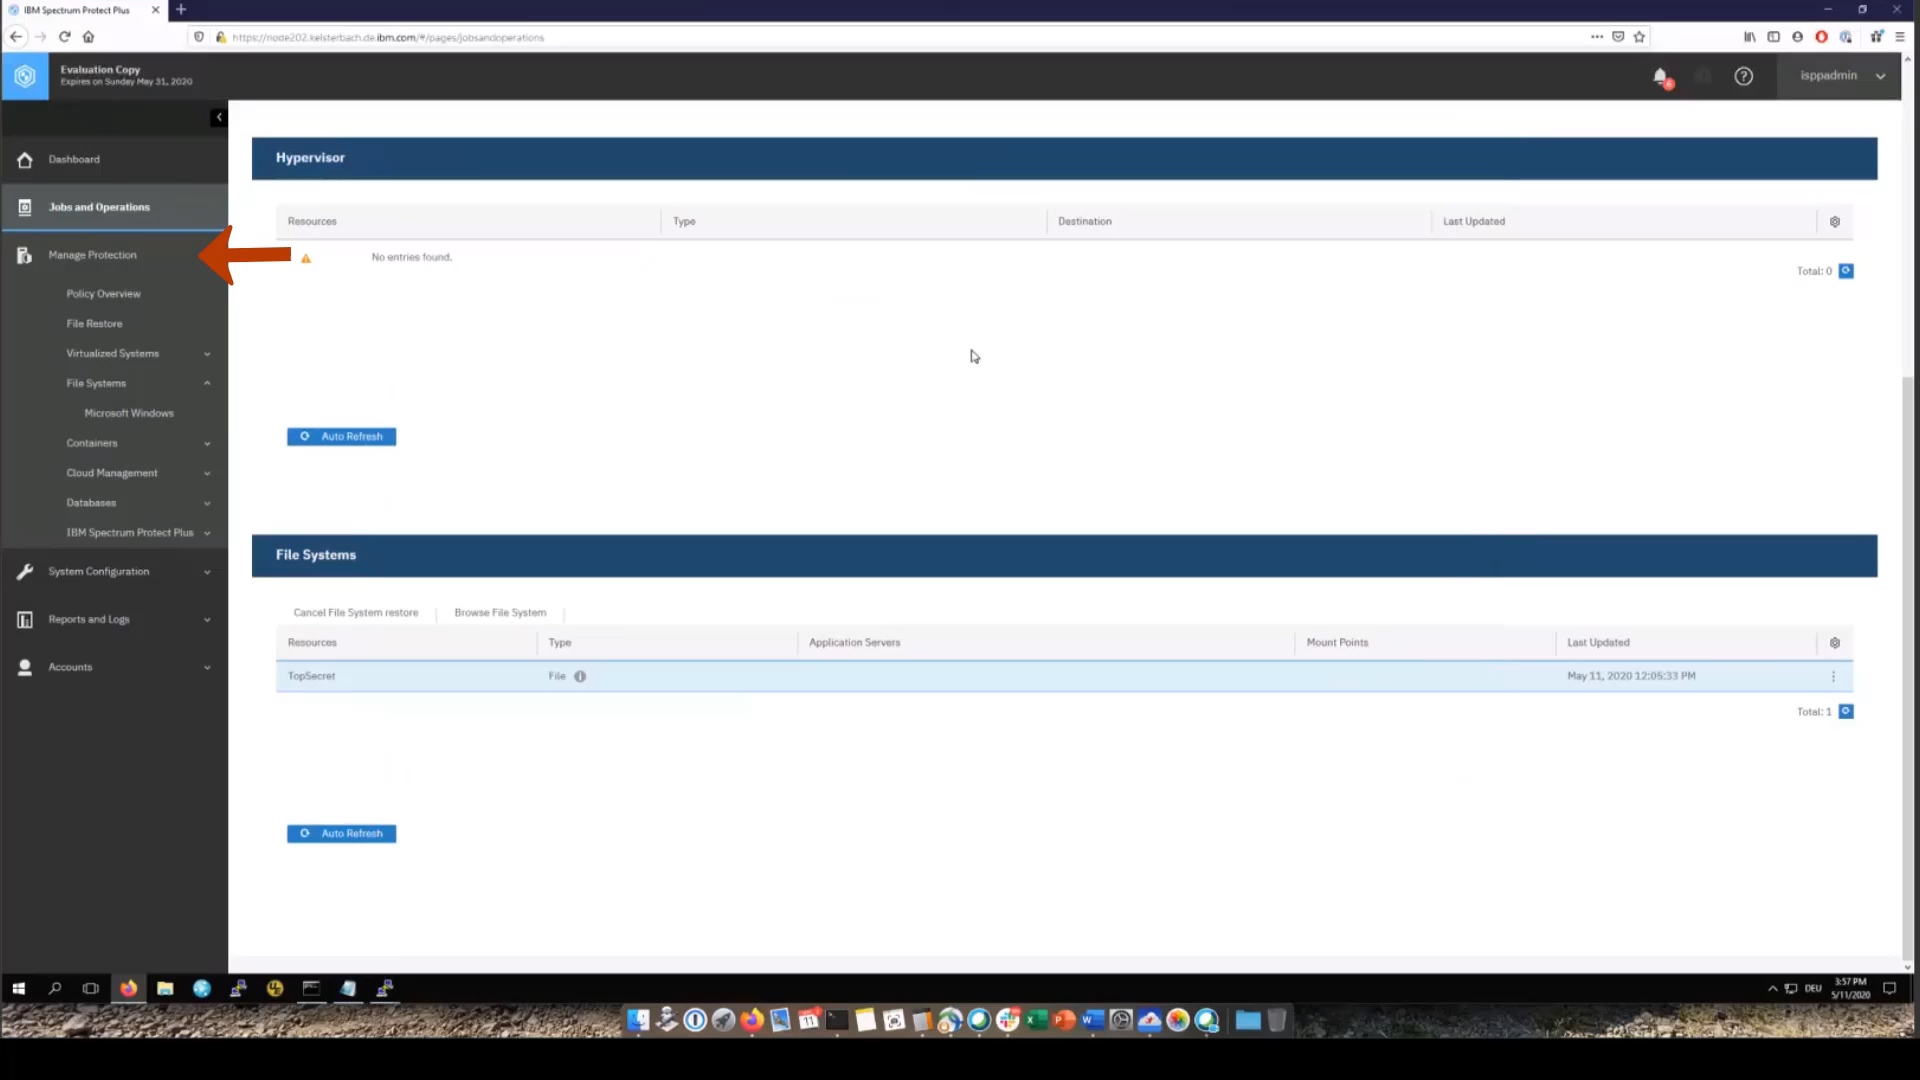 IBM Spectrum Protect Plus
https://node202.kelsterbach.de.ibm.com/#/pages/jobsandoperations
Evaluation Copy
Expires on Sunday May 31, 2020
6
isppadmin
Dashboard
Jobs and Operations
Manage Protection
Policy Overview
File Restore
Virtualized Systems
File Systems
Microsoft Windows
Containers
Cloud Management
Databases
IBM Spectrum Protect Plus
System Configuration
Reports and Logs
Accounts
Hypervisor
Resources Type Destination Last Updated
No entries found.
Total: 0
Auto Refresh
File Systems
Cancel File System restore Browse File System
Resources Type Application Servers Mount Points Last Updated
TopSecret File May 11, 2020 12:05:33 PM
Total: 1
Auto Refresh
DEU
3:57 PM
5/11/2020
11